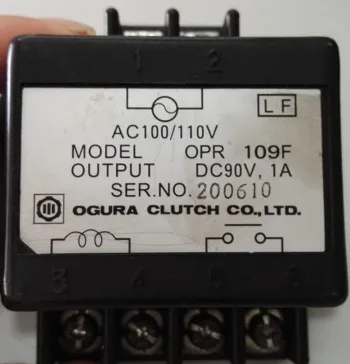 1 2
LF
AC100/110V
MODEL OPR 109F
OUTPUT DC90V, 1A
SER.NO. 200610
OGURA CLUTCH CO., LTD.
3 4 5 6